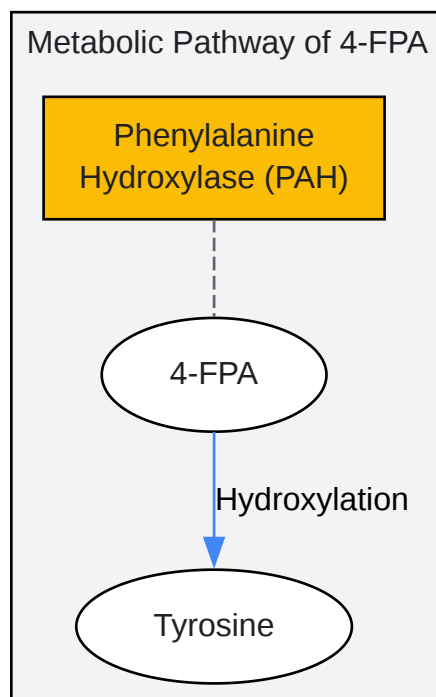 Metabolic Pathway of 4-FPA
Phenylalanine
Hydroxylase (PAH)
4-FPA
Hydroxylation
Tyrosine